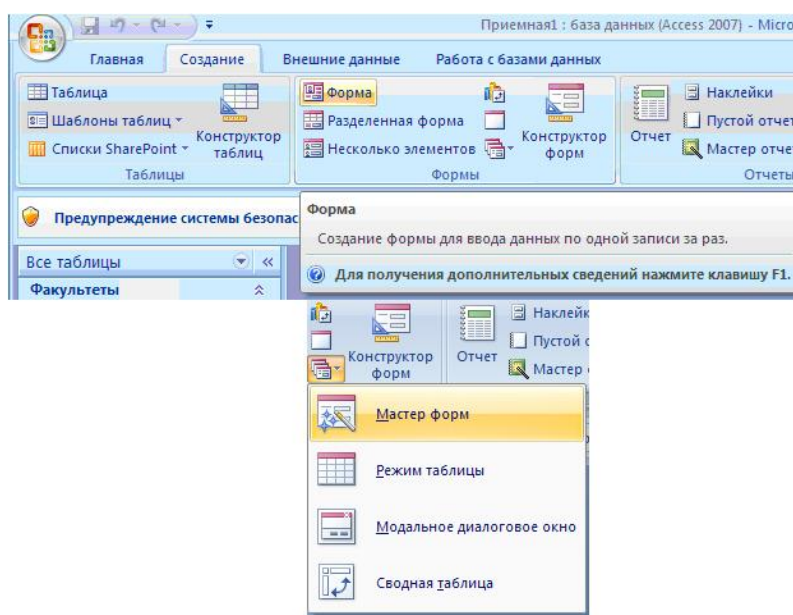 Приемная1 : база данных (Access 2007) - Micro
Главная Создание Внешние данные Работа с базами данных
Таблица
Шаблоны таблиц
Списки SharePoint
Конструктор
таблиц
Таблицы
Форма
Разделенная форма
Несколько элементов
Конструктор
форм
Формы
Отчет
Наклейки
Пустой отчет
Мастер отче
Отчеты
Предупреждение системы безопас
Форма
Создание формы для ввода данных по одной записи за раз.
Для получения дополнительных сведений нажмите клавишу F1.
Все таблицы
Факультеты
Конструктор
форм
Отчет
Наклейк
Пустой о
Мастер
Мастер форм
Режим таблицы
Модальное диалоговое окно
Сводная таблица